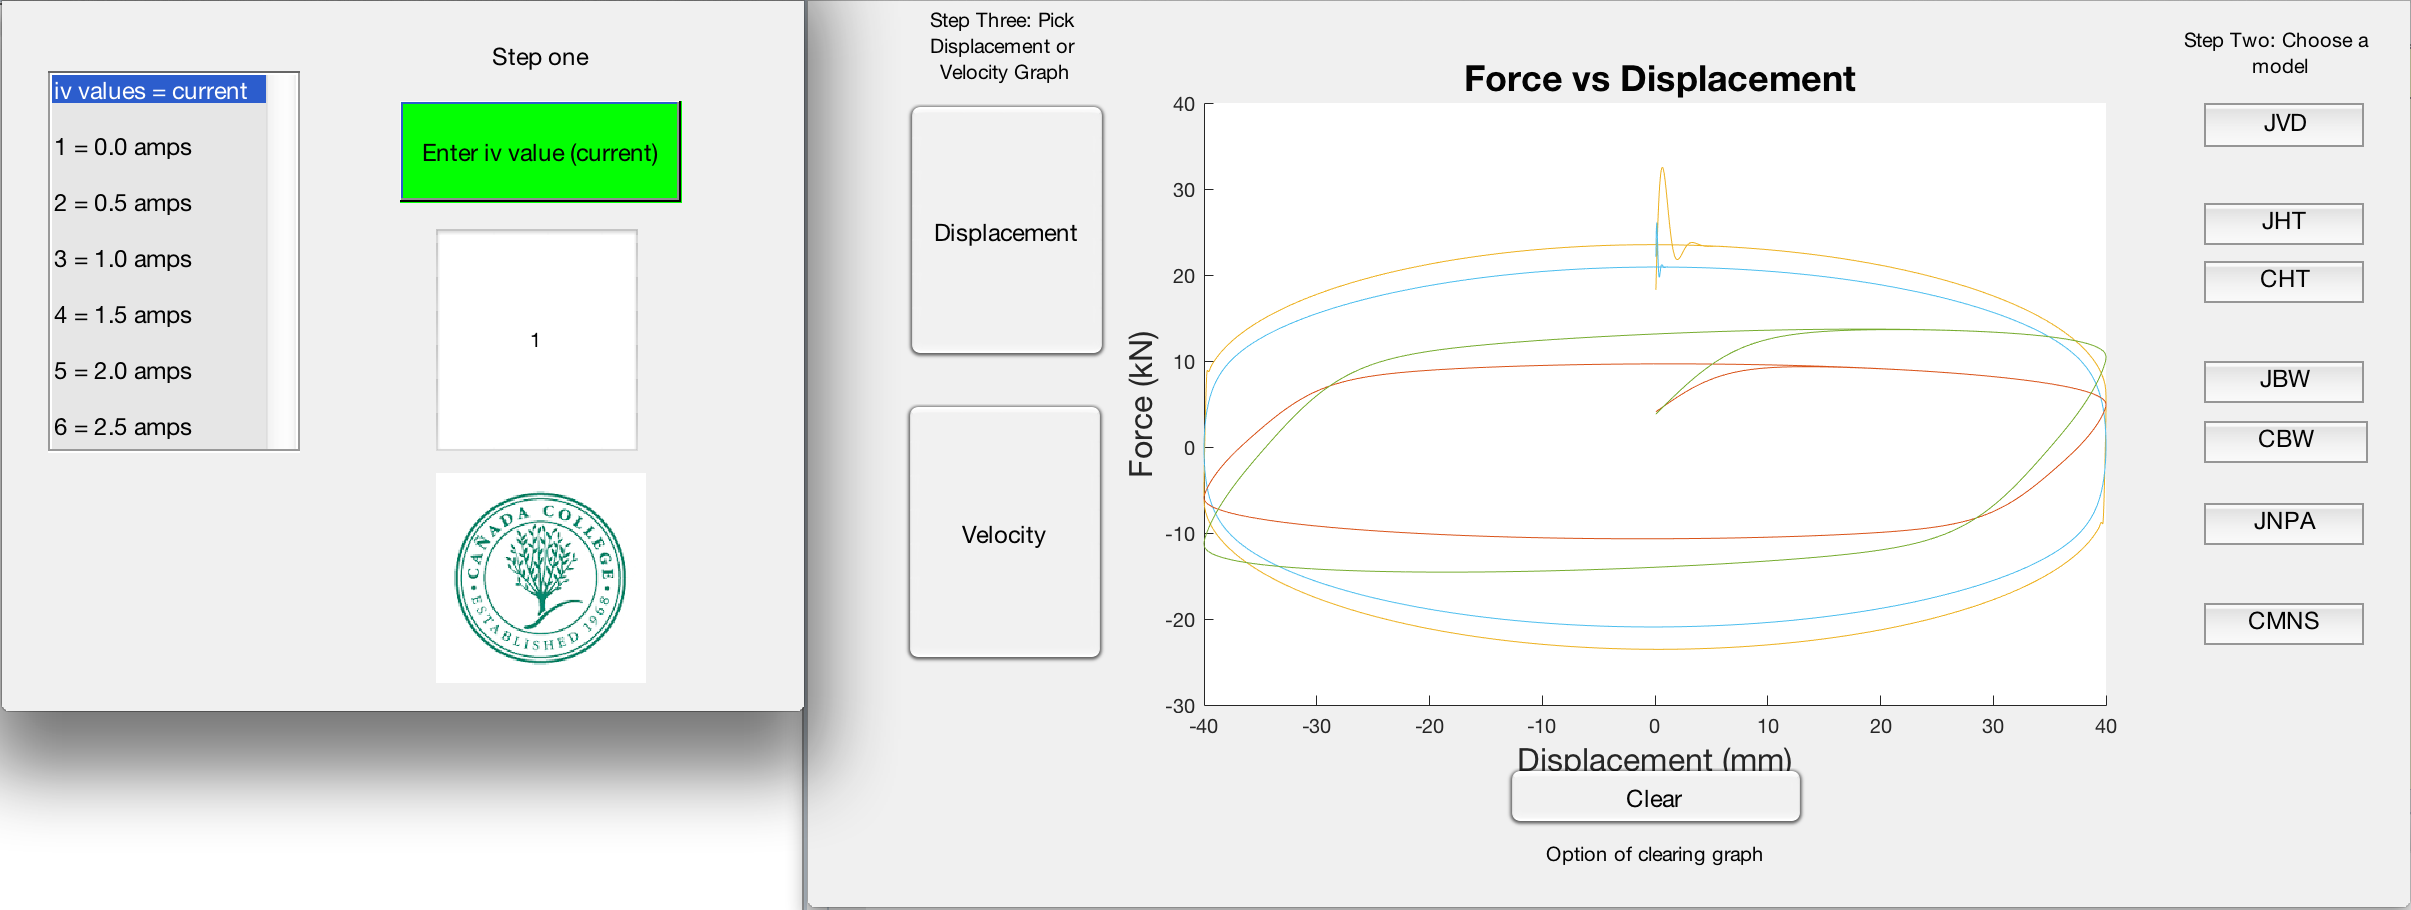 Step one
iv values = current
1 = 0.0 amps
2 = 0.5 amps
3 = 1.0 amps
4 = 1.5 amps
5 = 2.0 amps
6 = 2.5 amps
Enter iv value (current)
1
CAÑADA COLLEGE
ESTABLISHED 1968
Step Three: Pick
Displacement or
Velocity Graph
Displacement
Velocity
Force vs Displacement
Force (kN)
40
30
20
10
0
-10
-20
-30
-40
-30
-20
-10
0
10
20
30
40
Displacement (mm)
Clear
Option of clearing graph
Step Two: Choose a
model
JVD
JHT
CHT
JBW
CBW
JNPA
CMNS